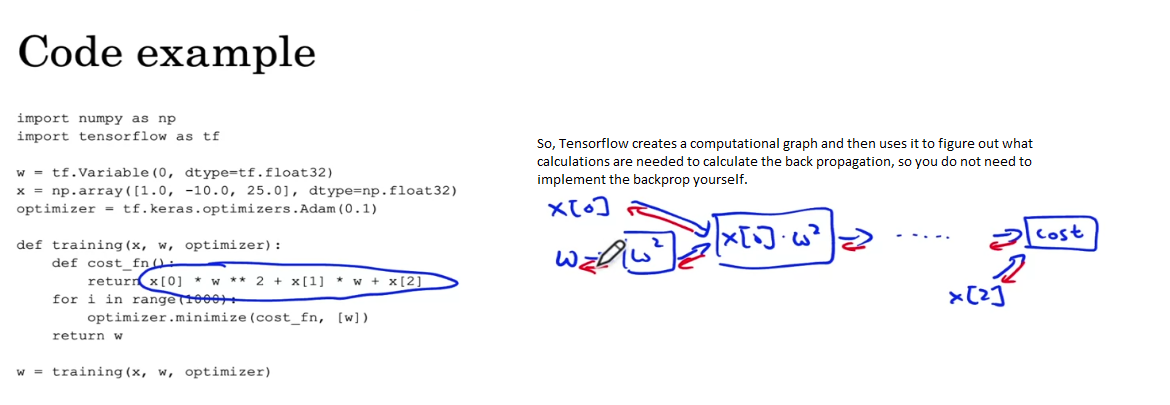 Code example
import numpy as np
import tensorflow as tf
w = tf.Variable(0, dtype=tf.float32)
x = np.array([1.0, -10.0, 25.0], dtype=np.float32)
optimizer = tf.keras.optimizers.Adam(0.1)
def training(x, w, optimizer):
def cost_fn():
return x[0] * w ** 2 + x[1] * w + x[2]
for i in range(1000):
optimizer.minimize(cost_fn, [w])
return w
w = training(x, w, optimizer)
So, Tensorflow creates a computational graph and then uses it to figure out what
calculations are needed to calculate the back propagation, so you do not need to
implement the backprop yourself.
x[0]
w
w²
x[0]·w²
.....
cost
x[2]